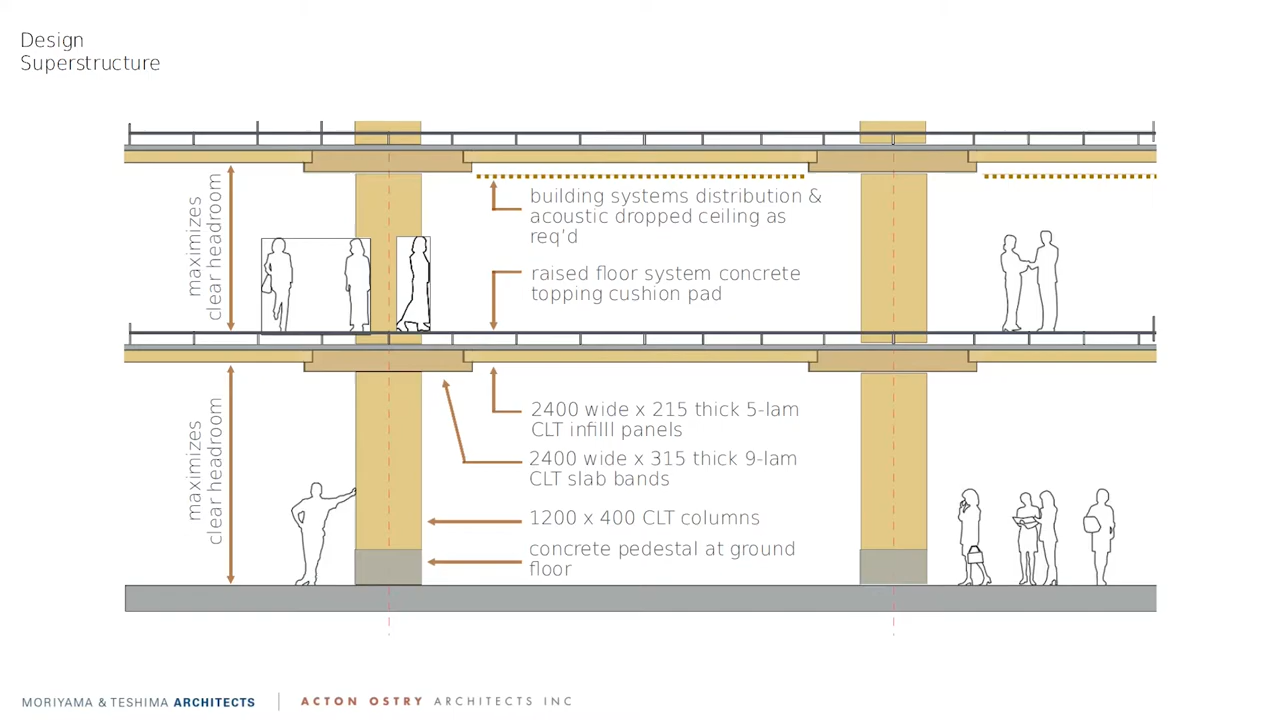 Design
Superstructure
maximizes
clear headroom
building systems distribution &
acoustic dropped ceiling as
req'd
raised floor system concrete
topping cushion pad
maximizes
clear headroom
2400 wide x 215 thick 5-lam
CLT infilll panels
2400 wide x 315 thick 9-lam
CLT slab bands
1200 x 400 CLT columns
concrete pedestal at ground
floor
MORIYAMA & TESHIMA ARCHITECTS | ACTON OSTRY ARCHITECTS INC